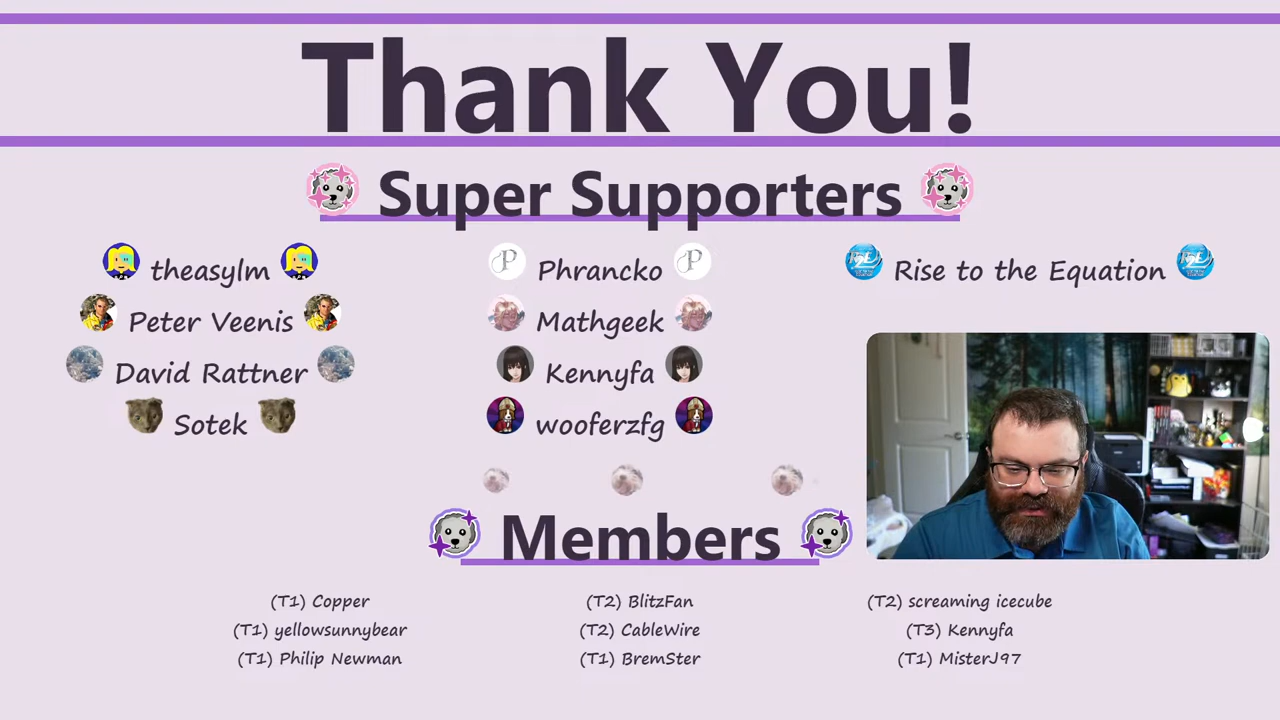 Thank You!
Super Supporters
theasylm
Phrancko
Rise to the Equation
Peter Veenis
Mathgeek
David Rattner
Kennyfa
Sotek
wooferzfg
Members
(T1) Copper
(T2) BlitzFan
(T2) screaming icecube
(T1) yellowsunnybear
(T2) CableWire
(T3) Kennyfa
(T1) Philip Newman
(T1) BremSter
(T1) MisterJ97